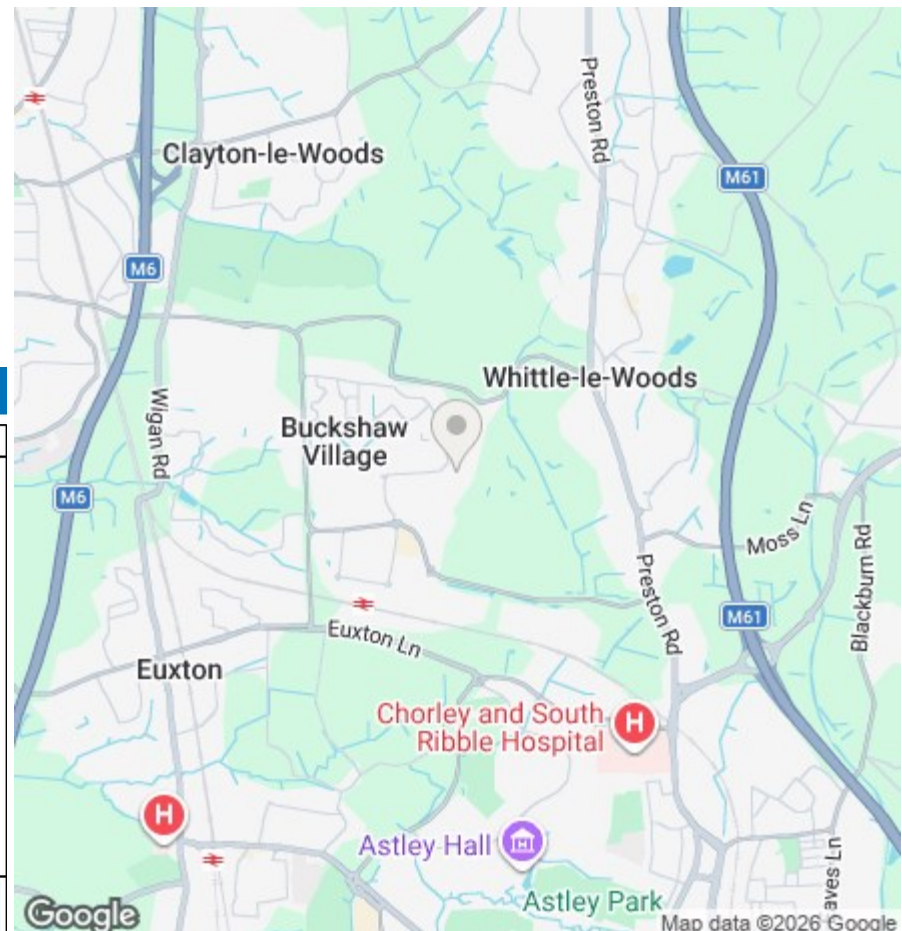 Preston Rd
Clayton-le-Woods
M61
M6
Whittle-le-Woods
Wigan Rd
Buckshaw
Village
M6
Moss Ln
Blackburn Rd
Preston Rd
M61
Euxton Ln
Euxton
Chorley and South
Ribble Hospital
H
H
Astley Hall
Astley Park
eaves Ln
Google
Map data ©2026 Google